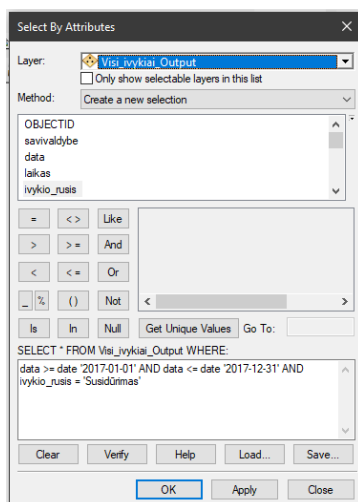 Select By Attributes
Layer: Visi_ivykiai_Output
Only show selectable layers in this list
Method: Create a new selection
OBJECTID
savivaldybe
data
laikas
ivykio_rusis
= <> Like
> >= And
< <= Or
_ % () Not
Is In Null Get Unique Values Go To:
SELECT * FROM Visi_ivykiai_Output WHERE:
data >= date '2017-01-01' AND data <= date '2017-12-31' AND
ivykio_rusis = 'Susidūrimas'
Clear Verify Help Load... Save...
OK Apply Close